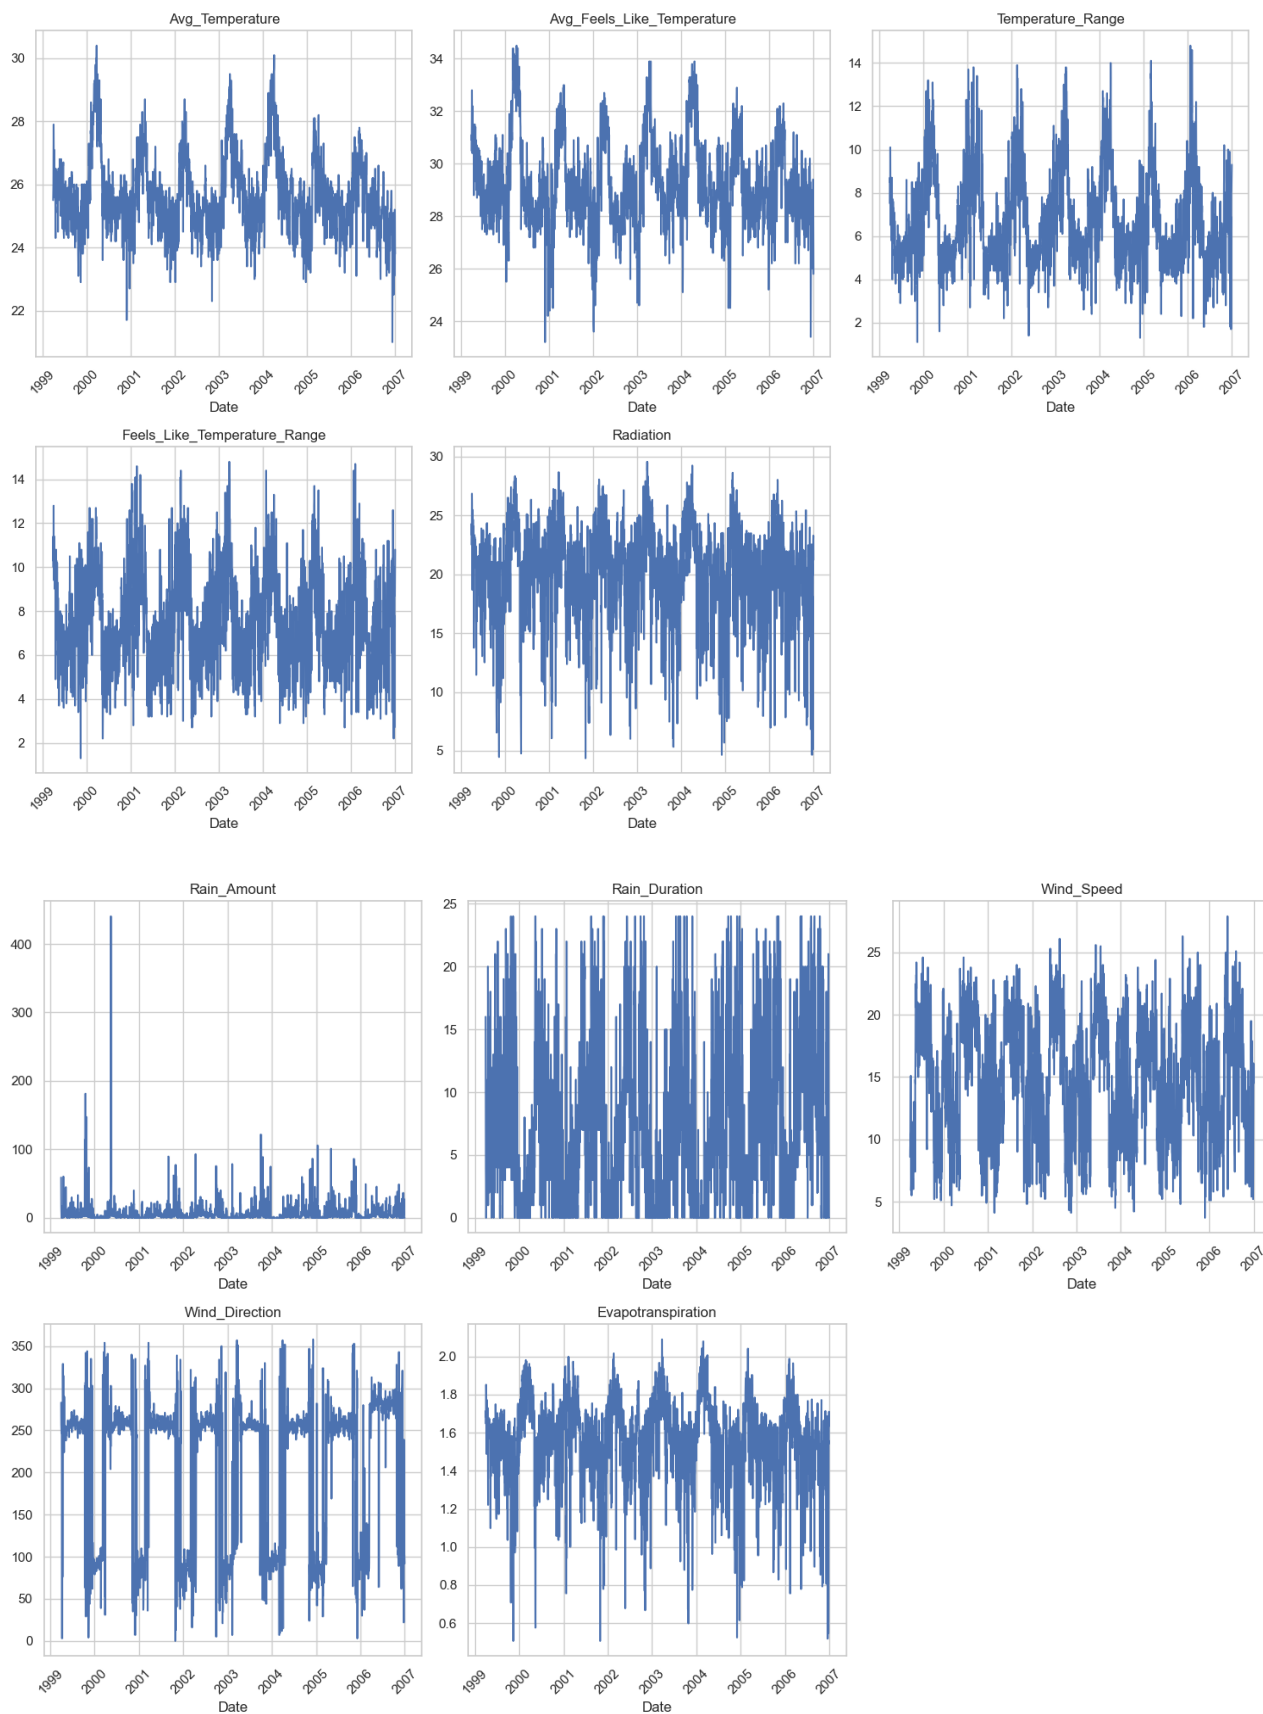 Avg_Temperature
30
28
26
24
22
1999 2000 2001 2002 2003 2004 2005 2006 2007
Date
Avg_Feels_Like_Temperature
34
32
30
28
26
24
1999 2000 2001 2002 2003 2004 2005 2006 2007
Date
Temperature_Range
14
12
10
8
6
4
2
1999 2000 2001 2002 2003 2004 2005 2006 2007
Date
Feels_Like_Temperature_Range
14
12
10
8
6
4
2
1999 2000 2001 2002 2003 2004 2005 2006 2007
Date
Radiation
30
25
20
15
10
5
1999 2000 2001 2002 2003 2004 2005 2006 2007
Date
Rain_Amount
400
300
200
100
0
1999 2000 2001 2002 2003 2004 2005 2006 2007
Date
Rain_Duration
25
20
15
10
5
0
1999 2000 2001 2002 2003 2004 2005 2006 2007
Date
Wind_Speed
25
20
15
10
5
1999 2000 2001 2002 2003 2004 2005 2006 2007
Date
Wind_Direction
350
300
250
200
150
100
50
0
1999 2000 2001 2002 2003 2004 2005 2006 2007
Date
Evapotranspiration
2.0
1.8
1.6
1.4
1.2
1.0
0.8
0.6
1999 2000 2001 2002 2003 2004 2005 2006 2007
Date